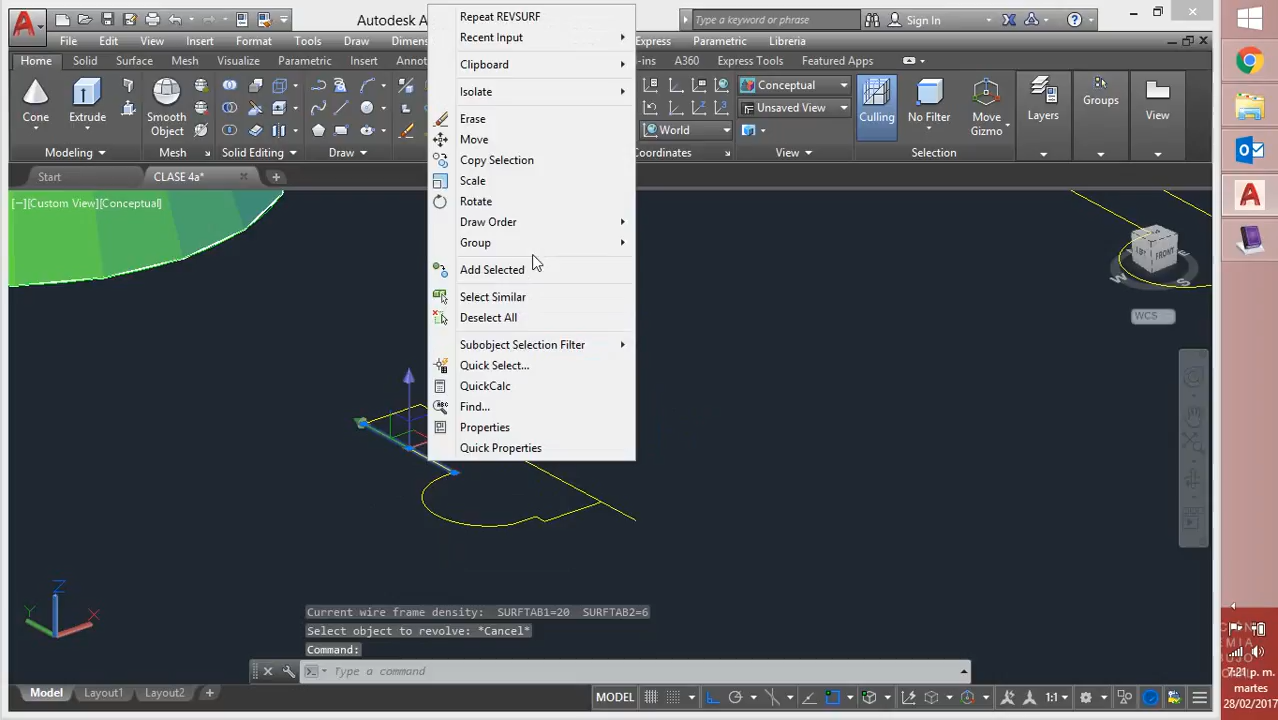 Autodesk A
Type a keyword or phrase
Sign In
File Edit View Insert Format Tools Draw Dimen
Express Parametric Libreria
Home Solid Surface Mesh Visualize Parametric Insert Annot
A360 Express Tools Featured Apps
Cone Extrude Smooth Object
Modeling Mesh Solid Editing Draw
Conceptual
Unsaved View
World
Coordinates View
Culling No Filter Move Gizmo
Selection
Layers Groups View
Start CLASE 4a*
[−][Custom View][Conceptual]
Repeat REVSURF
Recent Input
Clipboard
Isolate
Erase
Move
Copy Selection
Scale
Rotate
Draw Order
Group
Add Selected
Select Similar
Deselect All
Subobject Selection Filter
Quick Select...
QuickCalc
Find...
Properties
Quick Properties
LEFT FRONT
W S
WCS
Z
Y X
Current wire frame density: SURFTAB1=20 SURFTAB2=6
Select object to revolve: *Cancel*
Command:
Type a command
Model Layout1 Layout2
MODEL
1:1
7:21 p. m.
martes
28/02/2017